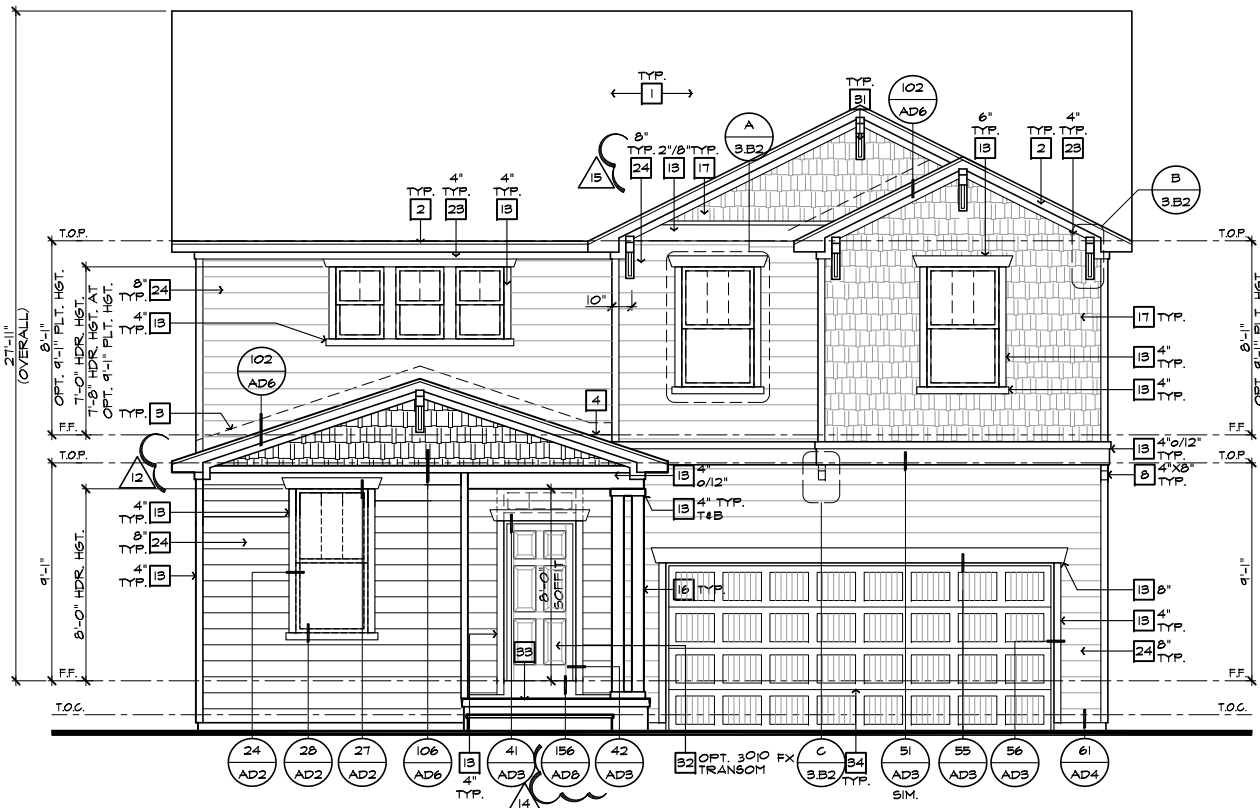 TYP.
1
TYP.
31
102
AD6
A
3.B2
6"
TYP.
13
TYP.
2
4"
TYP.
23
B
3.B2
15
8"
TYP.
24
2"/8"
13
TYP.
17
TYP.
2
4"
TYP.
23
4"
TYP.
13
T.O.P.
T.O.P.
27'-11"
(OVERALL)
8'-1"
OPT. 9'-1" PLT. HGT.
7'-0" HDR. HGT.
7'-8" HDR. HGT. AT
OPT. 9'-1" PLT. HGT.
8"
TYP. 24
4"
TYP. 13
10"
17 TYP.
13 4"
TYP.
13 4"
TYP.
8'-1"
OPT. 9'-1" PLT HGT.
102
AD6
TYP. 3
4
F.F.
F.F
T.O.P.
T.O.P.
12
13 4"o/12"
TYP.
8 4"X8"
TYP.
13 4"
o/12"
13 4" TYP.
T&B
4"
TYP. 13
8"
TYP. 24
4"
TYP. 13
9'-1"
8'-0" HDR. HGT.
8'-0"
SOFFIT
16 TYP.
33
13 8"
13 4"
TYP.
24 8"
TYP.
9'-1"
F.F.
F.F.
T.O.C.
T.O.C.
24
AD2
28
AD2
27
AD2
106
AD6
13
4"
TYP.
41
AD3
14
156
AD8
42
AD3
32 OPT. 3010 FX
TRANSOM
C
3.B2
34
TYP.
51
AD3
SIM.
55
AD3
56
AD3
61
AD4